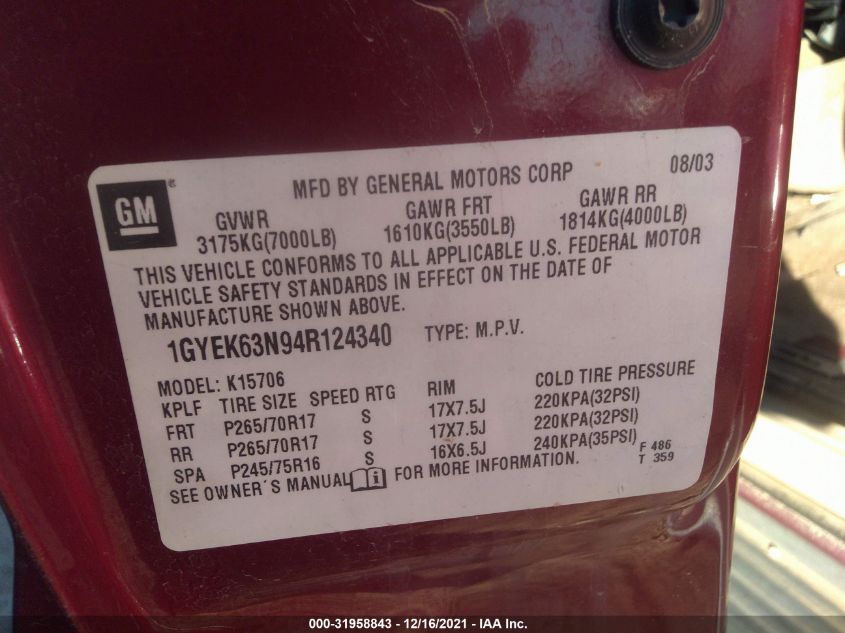 GM ®
MFD BY GENERAL MOTORS CORP 08/03
GVWR GAWR FRT GAWR RR
3175KG(7000LB) 1610KG(3550LB) 1814KG(4000LB)
THIS VEHICLE CONFORMS TO ALL APPLICABLE U.S. FEDERAL MOTOR
VEHICLE SAFETY STANDARDS IN EFFECT ON THE DATE OF
MANUFACTURE SHOWN ABOVE.
1GYEK63N94R124340 TYPE: M.P.V.
MODEL: K15706
KPLF TIRE SIZE SPEED RTG RIM COLD TIRE PRESSURE
FRT P265/70R17 S 17X7.5J 220KPA(32PSI)
RR P265/70R17 S 17X7.5J 220KPA(32PSI)
SPA P245/75R16 S 16X6.5J 240KPA(35PSI)
SEE OWNER´S MANUAL i FOR MORE INFORMATION.
F 486
T 359
000-31958843 - 12/16/2021 - IAA Inc.